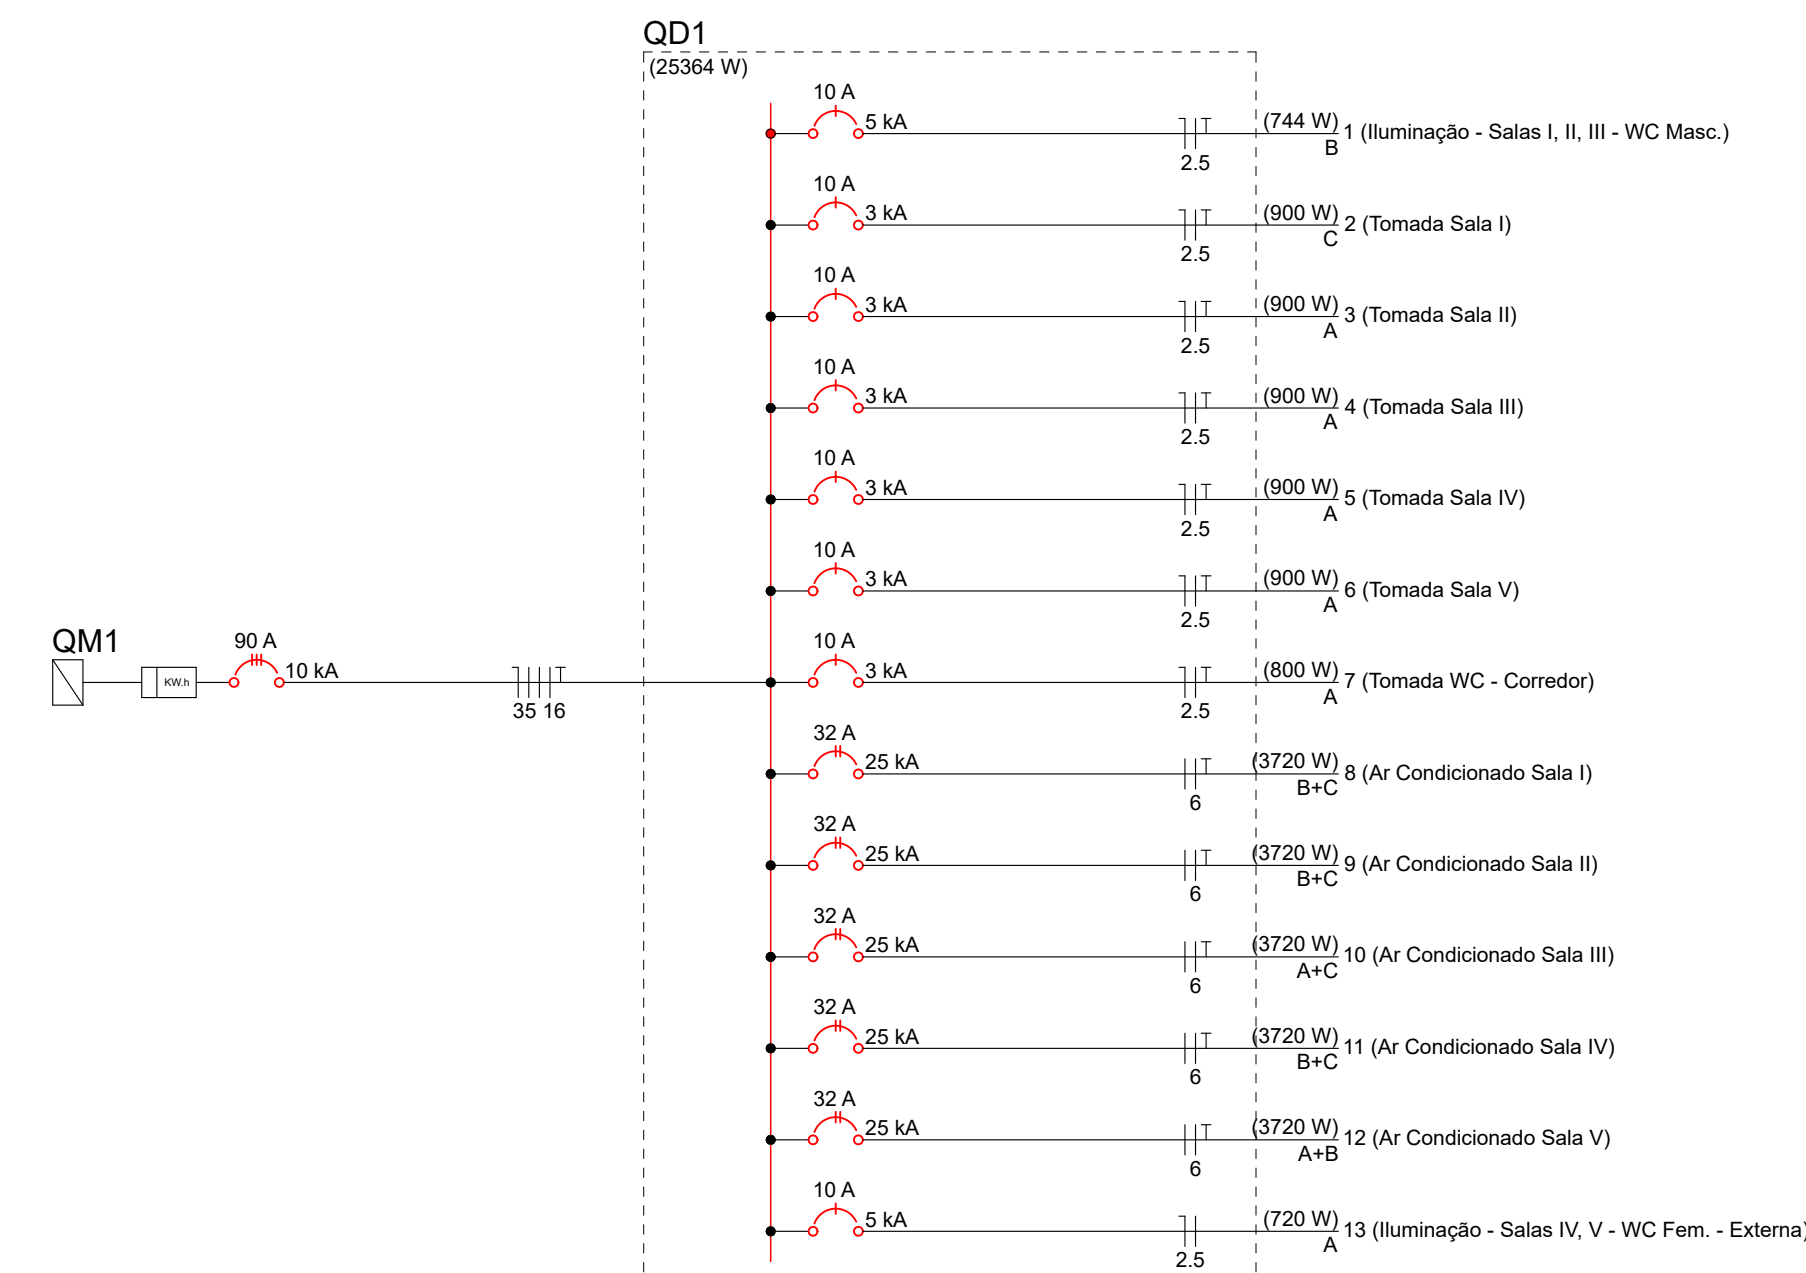 QD1
(25364 W)
10 A
5 kA
2.5
(744 W)
B
1 (Iluminação - Salas I, II, III - WC Masc.)
10 A
3 kA
2.5
(900 W)
C
2 (Tomada Sala I)
10 A
3 kA
2.5
(900 W)
A
3 (Tomada Sala II)
10 A
3 kA
2.5
(900 W)
A
4 (Tomada Sala III)
10 A
3 kA
2.5
(900 W)
A
5 (Tomada Sala IV)
10 A
3 kA
2.5
(900 W)
A
6 (Tomada Sala V)
QM1
KW.h
90 A
10 kA
35 16
10 A
3 kA
2.5
(800 W)
A
7 (Tomada WC - Corredor)
32 A
25 kA
6
(3720 W)
B+C
8 (Ar Condicionado Sala I)
32 A
25 kA
6
(3720 W)
B+C
9 (Ar Condicionado Sala II)
32 A
25 kA
6
(3720 W)
A+C
10 (Ar Condicionado Sala III)
32 A
25 kA
6
(3720 W)
B+C
11 (Ar Condicionado Sala IV)
32 A
25 kA
6
(3720 W)
A+B
12 (Ar Condicionado Sala V)
10 A
5 kA
2.5
(720 W)
A
13 (Iluminação - Salas IV, V - WC Fem. - Externa)